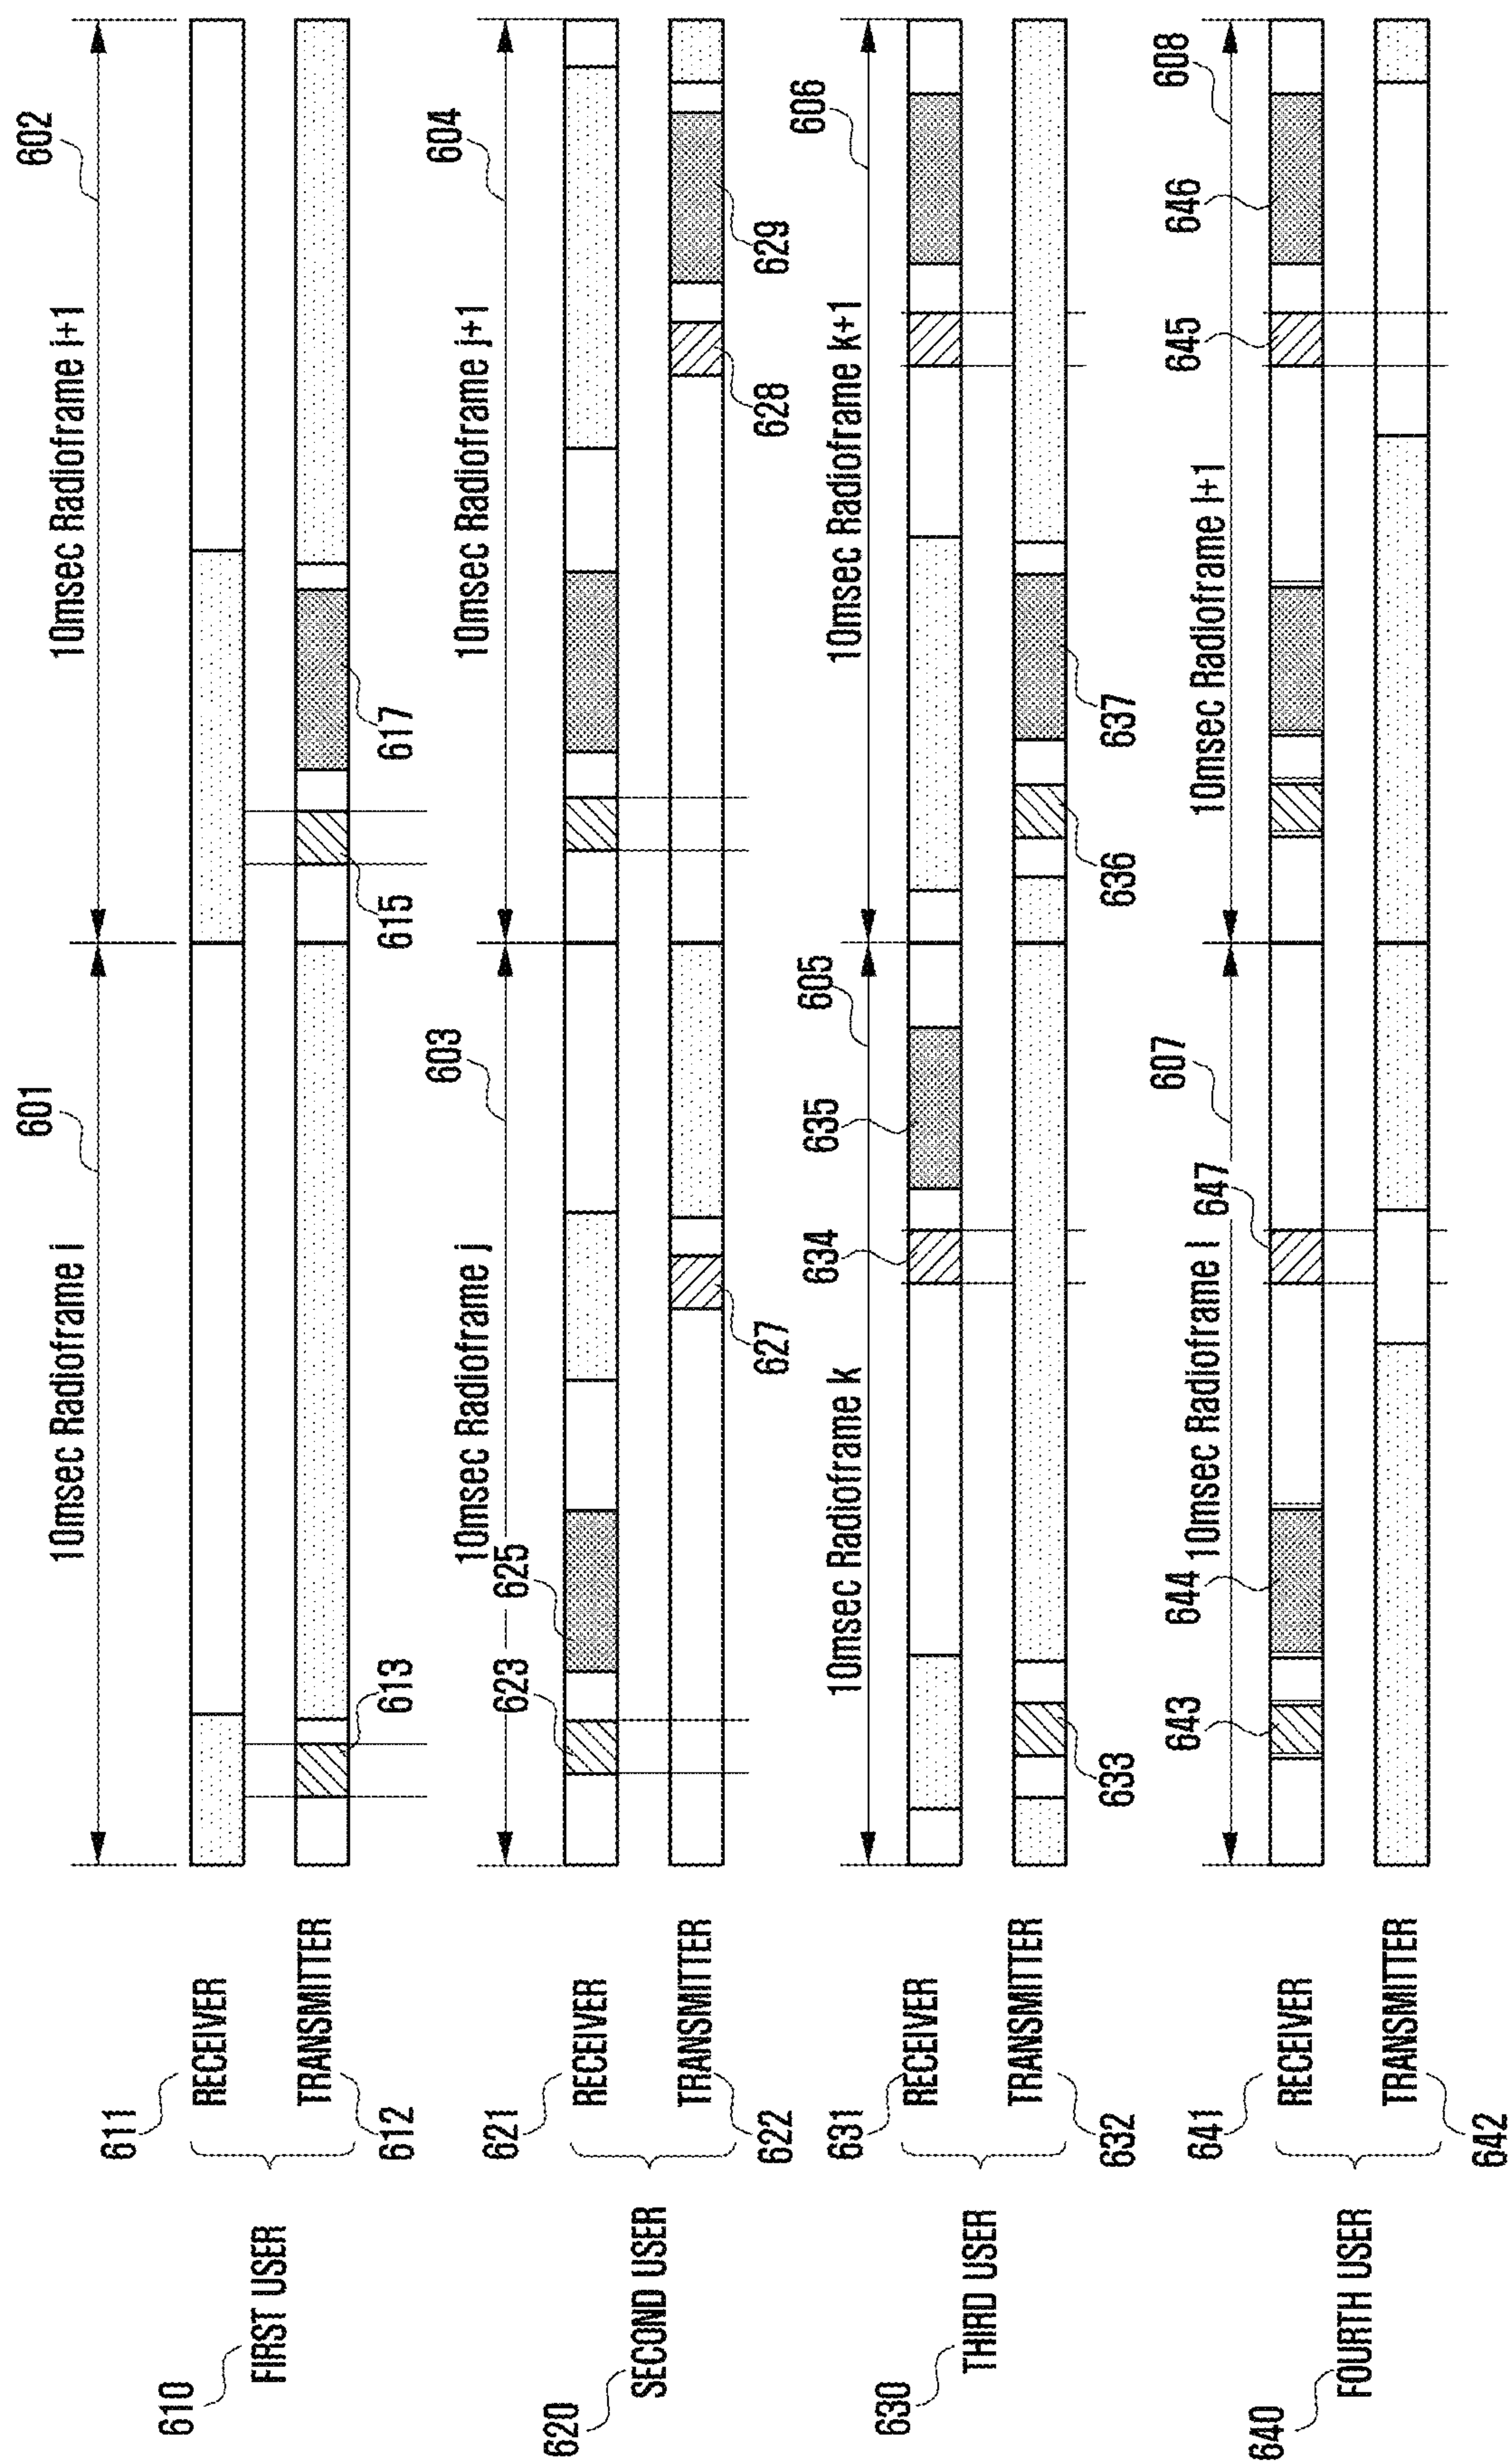 601
602
10msec Radioframe i
10msec Radioframe i+1
610
FIRST USER
611
RECEIVER
TRANSMITTER
612
613
615
617
603
604
10msec Radioframe j
10msec Radioframe j+1
620
SECOND USER
621
RECEIVER
TRANSMITTER
622
623
625
627
628
629
605
606
10msec Radioframe k
10msec Radioframe k+1
630
THIRD USER
631
RECEIVER
TRANSMITTER
632
633
634
635
636
637
607
608
10msec Radioframe l
10msec Radioframe l+1
640
FOURTH USER
641
RECEIVER
TRANSMITTER
642
643
644
647
645
646